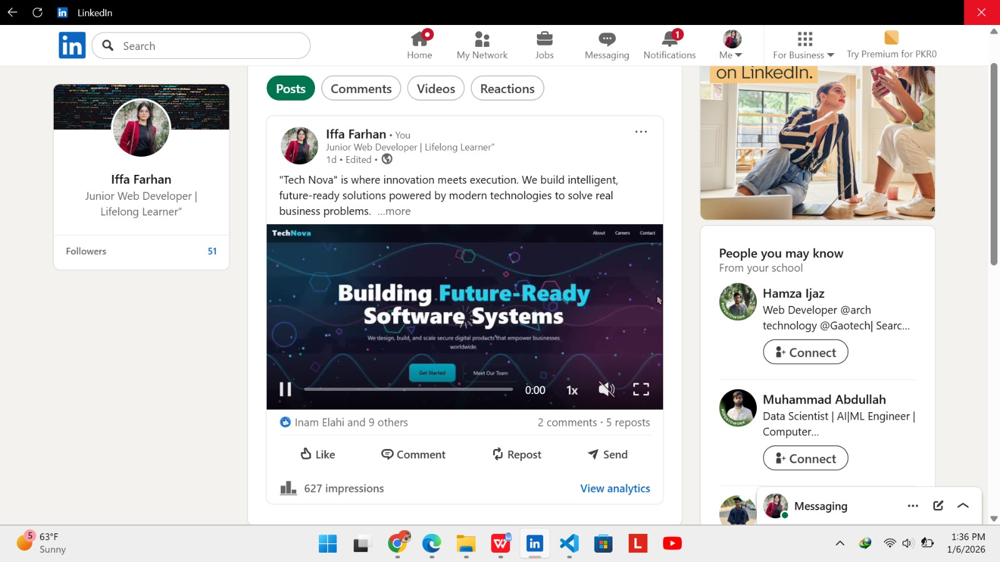 LinkedIn
in
Search
Home
My Network
Jobs
Messaging
1
Notifications
Me
For Business
Try Premium for PKR0
Iffa Farhan
Junior Web Developer |
Lifelong Learner”
Followers 51
Posts
Comments
Videos
Reactions
Iffa Farhan • You
Junior Web Developer | Lifelong Learner”
1d • Edited •
"Tech Nova" is where innovation meets execution. We build intelligent,
future-ready solutions powered by modern technologies to solve real
business problems. ...more
TechNova
About
Careers
Contact
Building Future-Ready
Software Systems
We design, build, and scale secure digital products that empower businesses
worldwide.
Get Started
Meet Our Team
0:00
1x
Inam Elahi and 9 others
2 comments · 5 reposts
Like
Comment
Repost
Send
627 impressions
View analytics
on LinkedIn.
People you may know
From your school
Hamza Ijaz
Web Developer @arch
technology @Gaotech| Searc...
Connect
Muhammad Abdullah
Data Scientist | AI|ML Engineer |
Computer...
Connect
Messaging
5
63°F
Sunny
1:36 PM
1/6/2026